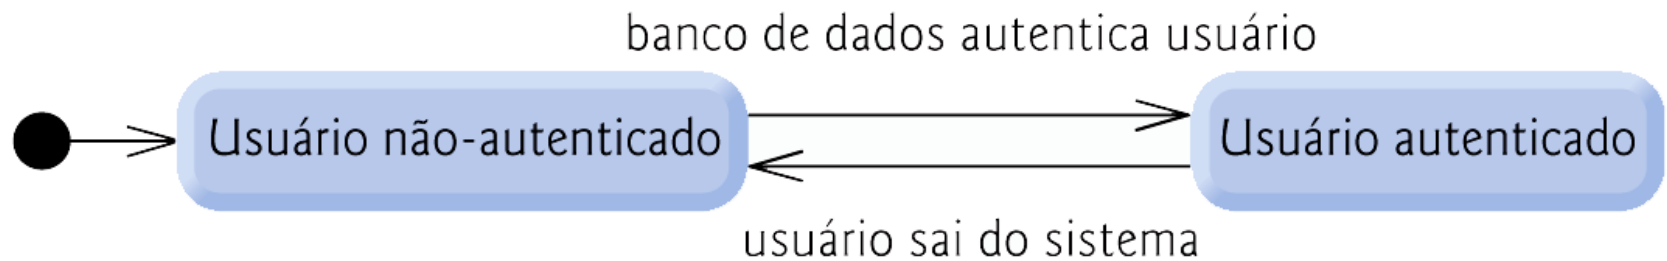 banco de dados autentica usuário
Usuário não-autenticado
Usuário autenticado
usuário sai do sistema